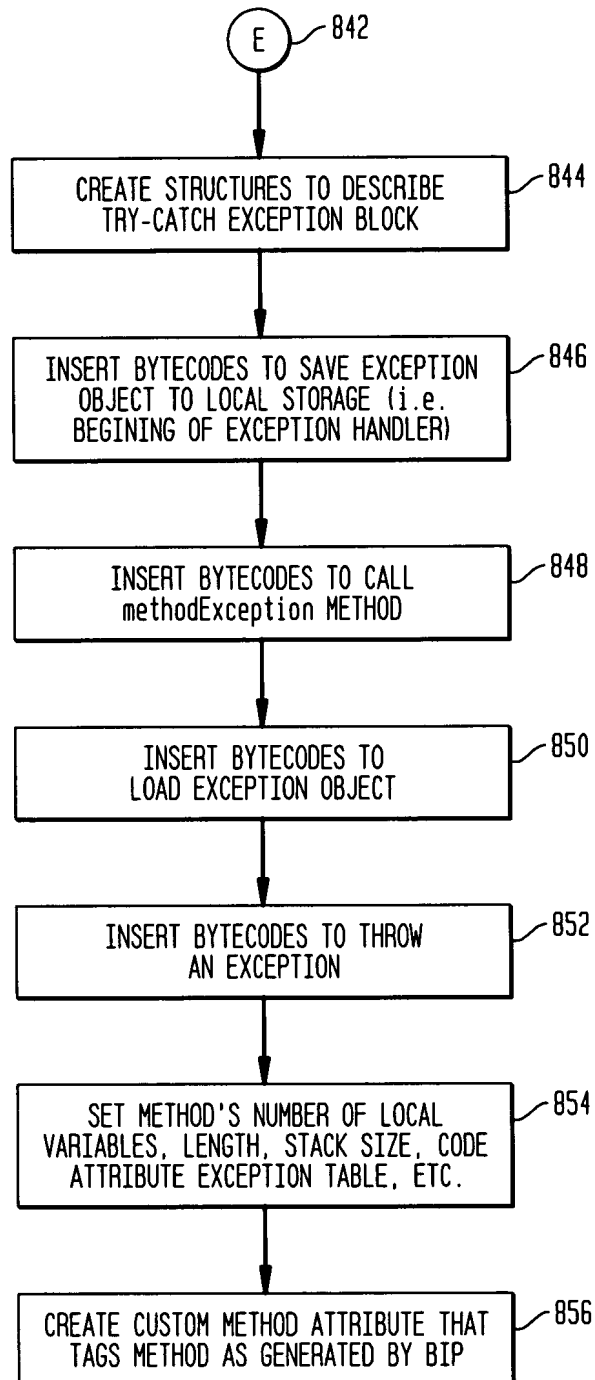 E
842
CREATE STRUCTURES TO DESCRIBE
TRY-CATCH EXCEPTION BLOCK
844
INSERT BYTECODES TO SAVE EXCEPTION
OBJECT TO LOCAL STORAGE (i.e.
BEGINING OF EXCEPTION HANDLER)
846
INSERT BYTECODES TO CALL
methodException METHOD
848
INSERT BYTECODES TO
LOAD EXCEPTION OBJECT
850
INSERT BYTECODES TO THROW
AN EXCEPTION
852
SET METHOD'S NUMBER OF LOCAL
VARIABLES, LENGTH, STACK SIZE, CODE
ATTRIBUTE EXCEPTION TABLE, ETC.
854
CREATE CUSTOM METHOD ATTRIBUTE THAT
TAGS METHOD AS GENERATED BY BIP
856